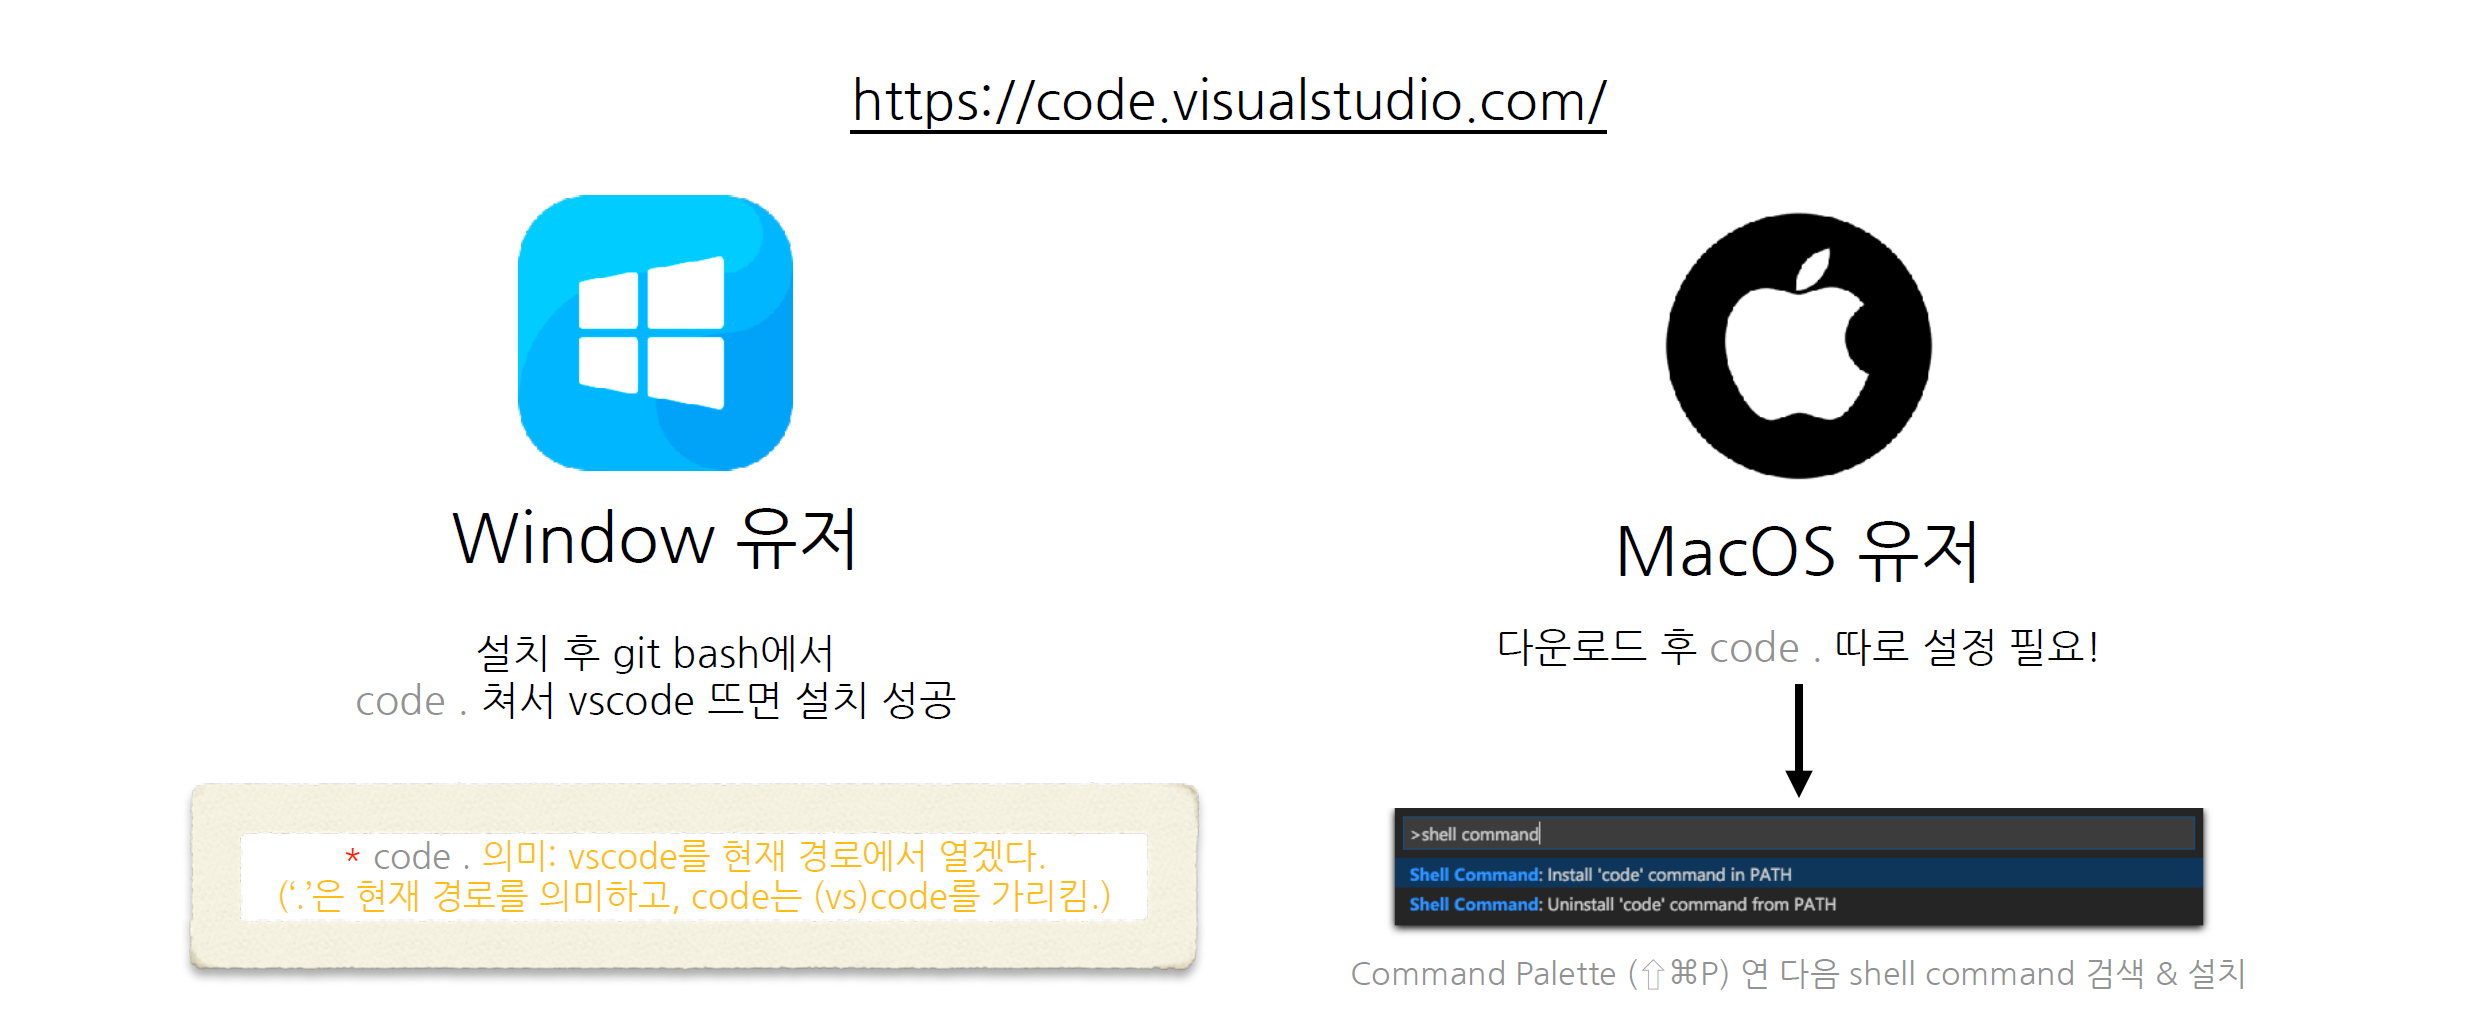 https://code.visualstudio.com/
Window 유저
설치 후 git bash에서
code . 쳐서 vscode 뜨면 설치 성공
* code . 의미: vscode를 현재 경로에서 열겠다.
(‘.’은 현재 경로를 의미하고, code는 (vs)code를 가리킴.)
MacOS 유저
다운로드 후 code . 따로 설정 필요!
>shell command
Shell Command: Install 'code' command in PATH
Shell Command: Uninstall 'code' command from PATH
Command Palette (⇧⌘P) 연 다음 shell command 검색 & 설치